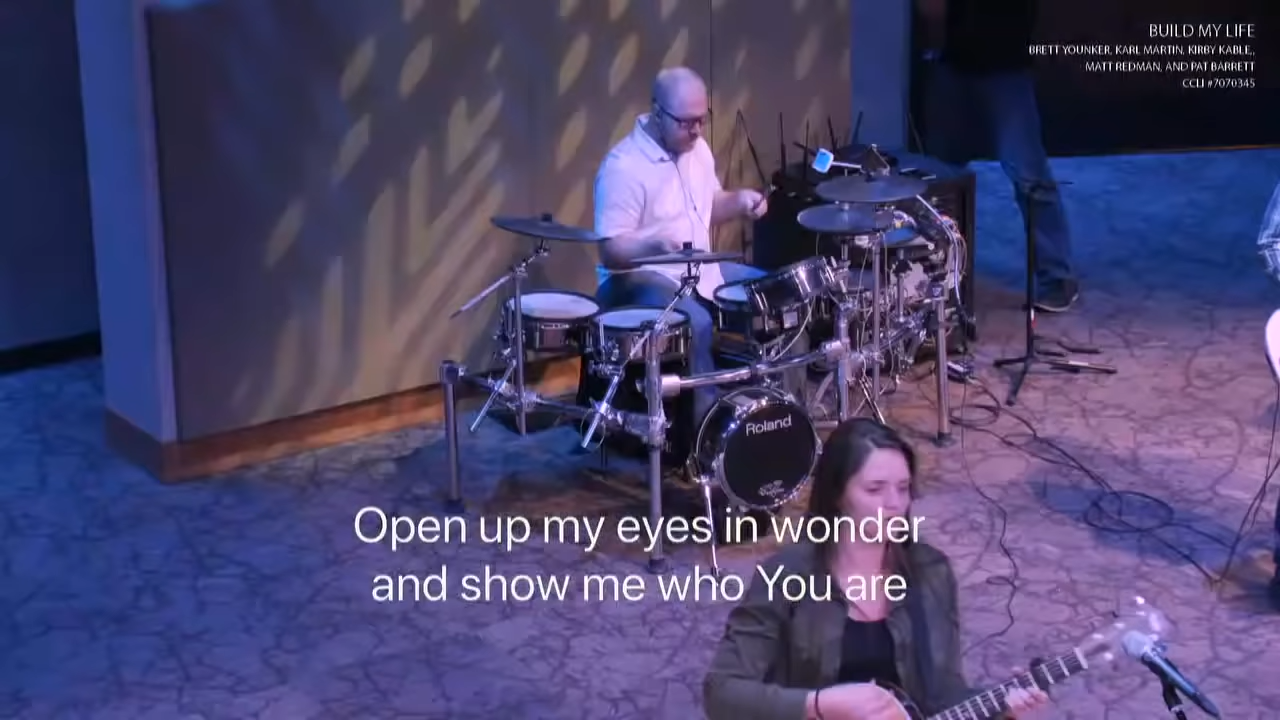 BUILD MY LIFE
BRETT YOUNKER, KARL MARTIN, KIRBY KABLE,,
MATT REDMAN, AND PAT BARRETT
CCLI #7070345
Roland
Open up my eyes in wonder
and show me who You are